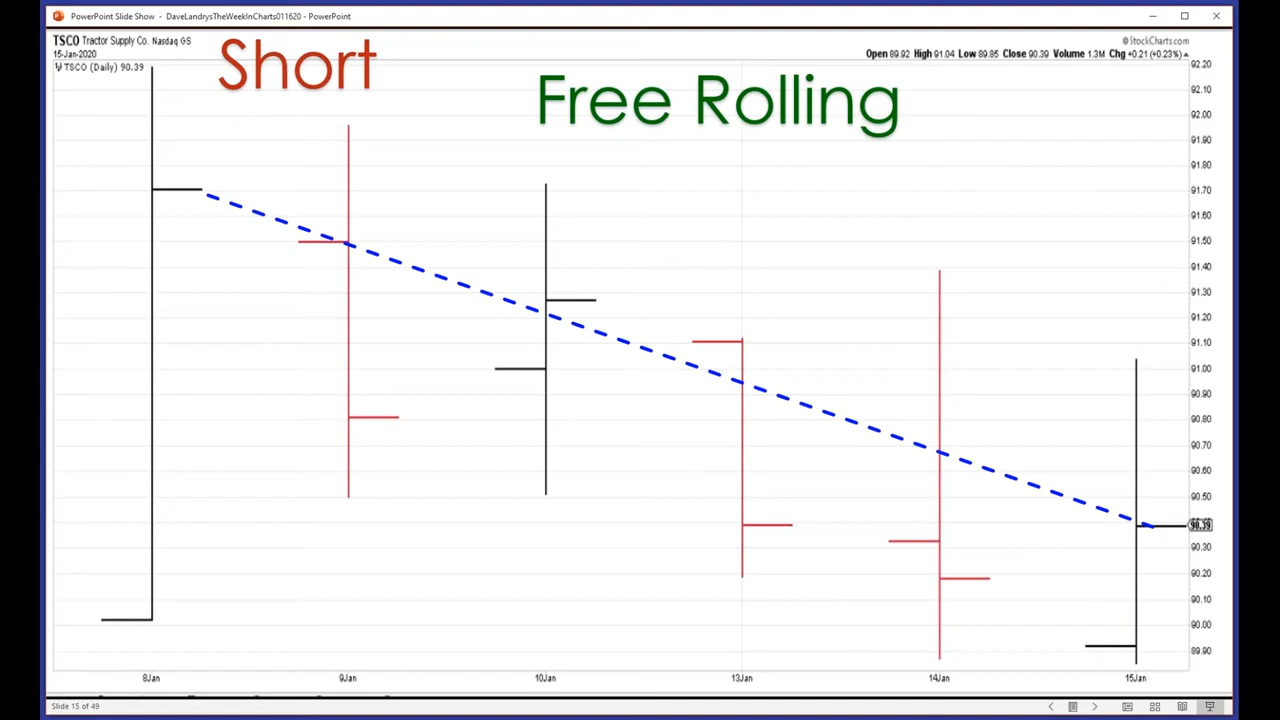 PowerPoint Slide Show - DaveLandrysTheWeekInCharts011620 - PowerPoint
TSCO Tractor Supply Co. Nasdaq GS
© StockCharts.com
15-Jan-2020
Open 89.92 High 91.04 Low 89.85 Close 90.39 Volume 1.3M Chg +0.21 (+0.23%)
TSCO (Daily) 90.39
Short
Free Rolling
92.20
92.10
92.00
91.90
91.80
91.70
91.60
91.50
91.40
91.30
91.20
91.10
91.00
90.90
90.80
90.70
90.60
90.50
90.39
90.30
90.20
90.10
90.00
89.90
8Jan 9Jan 10Jan 13Jan 14Jan 15Jan
Slide 15 of 49